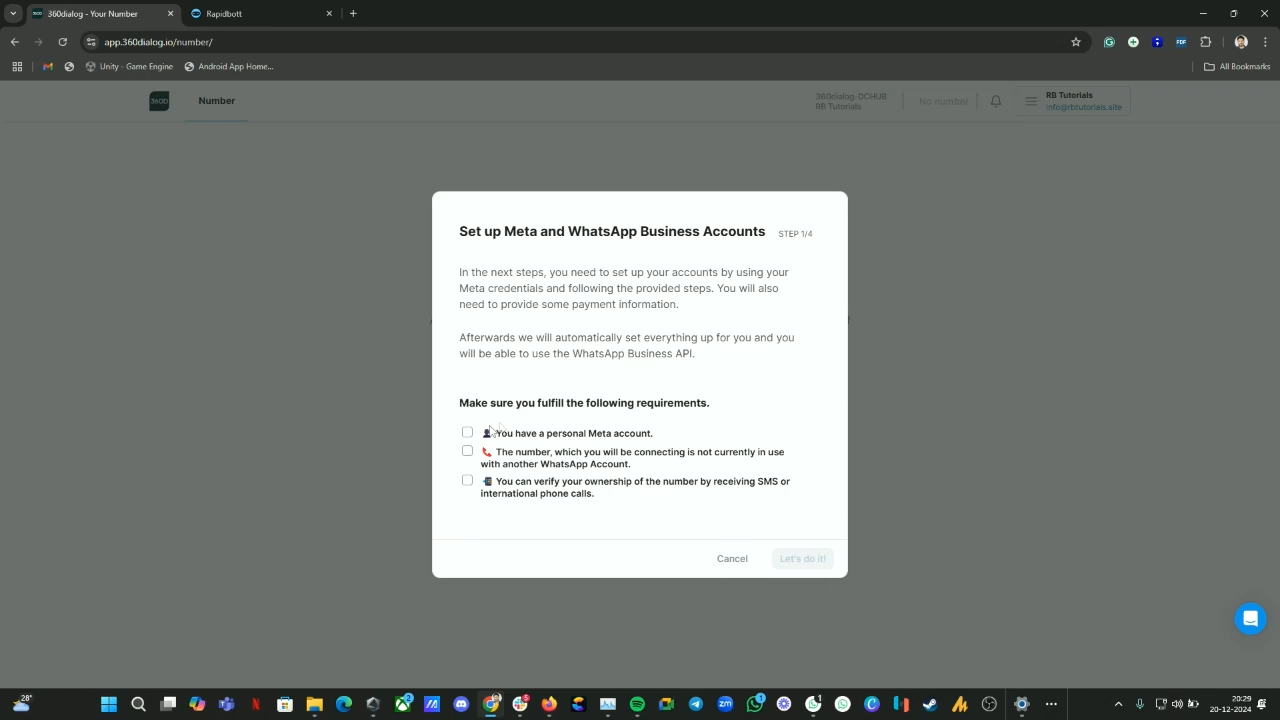 360dialog - Your Number
Rapidbott
app.360dialog.io/number/
Unity - Game Engine
Android App Home...
All Bookmarks
360D
Number
360dialog-DCHUB
RB Tutorials
No number
RB Tutorials
info@rbtutorials.site
Set up Meta and WhatsApp Business Accounts
STEP 1/4
In the next steps, you need to set up your accounts by using your
Meta credentials and following the provided steps. You will also
need to provide some payment information.
Afterwards we will automatically set everything up for you and you
will be able to use the WhatsApp Business API.
Make sure you fulfill the following requirements.
You have a personal Meta account.
The number, which you will be connecting is not currently in use
with another WhatsApp Account.
You can verify your ownership of the number by receiving SMS or
international phone calls.
Cancel
Let's do it!
28°
20:29
20-12-2024